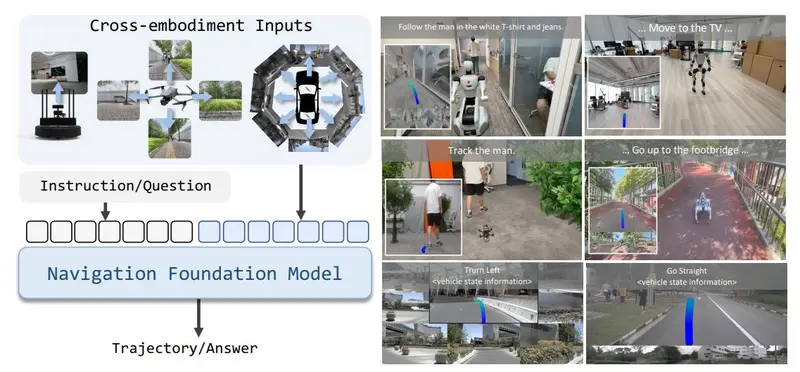 Cross-embodiment Inputs
Instruction/Question
Navigation Foundation Model
Trajectory/Answer
Follow the man in the white T-shirt and jeans.
... Move to the TV ...
Track the man.
... Go up to the footbridge ...
Trurn Left
<vehicle state information>
Go Straight
<vehicle state information>